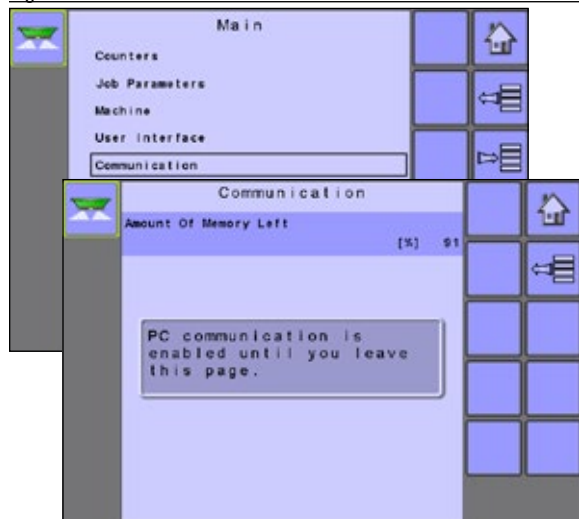 Main
Counters
Job Parameters
Machine
User Interface
Communication
Communication
Amount Of Memory Left
[%] 91
PC communication is
enabled until you leave
this page.